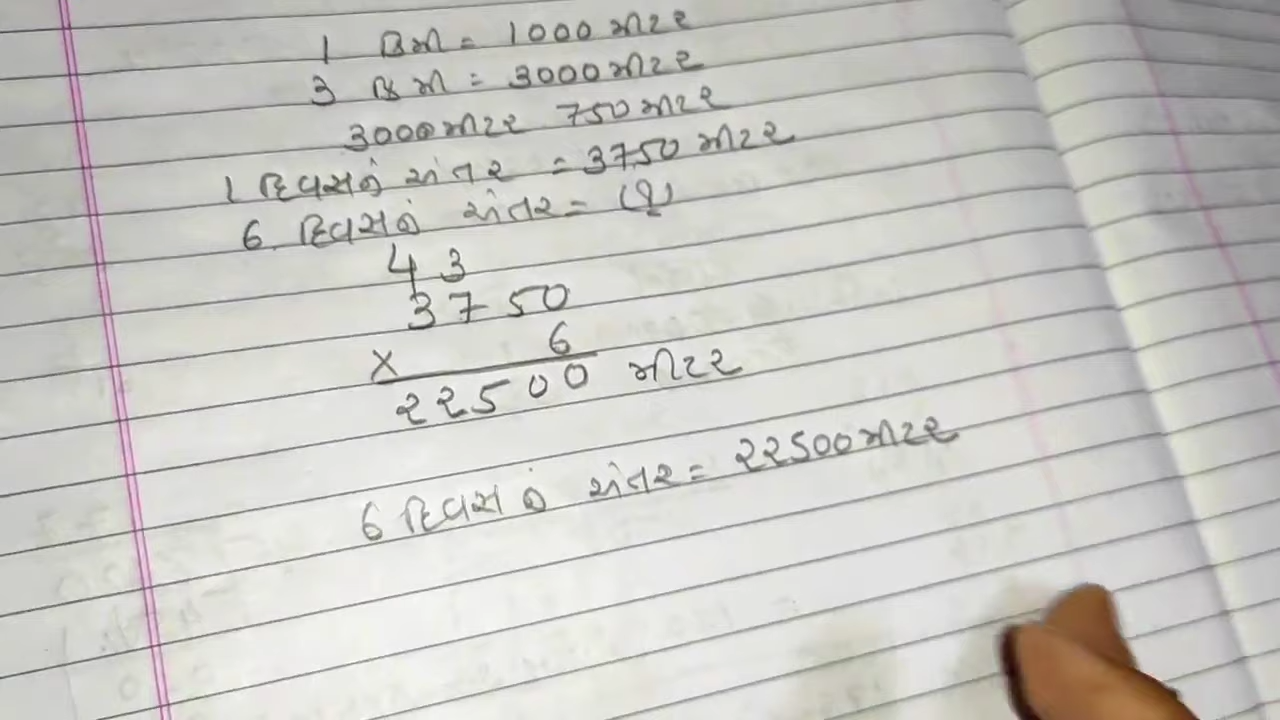 1 કિમી = 1000 મીટર
3 કિમી = 3000 મીટર
3000 મીટર 750 મીટર
1 દિવસનું અંતર = 3750 મીટર
6 દિવસનું અંતર = (?)
4 3
3750
× 6
22500 મીટર
6 દિવસનું અંતર = 22500 મીટર